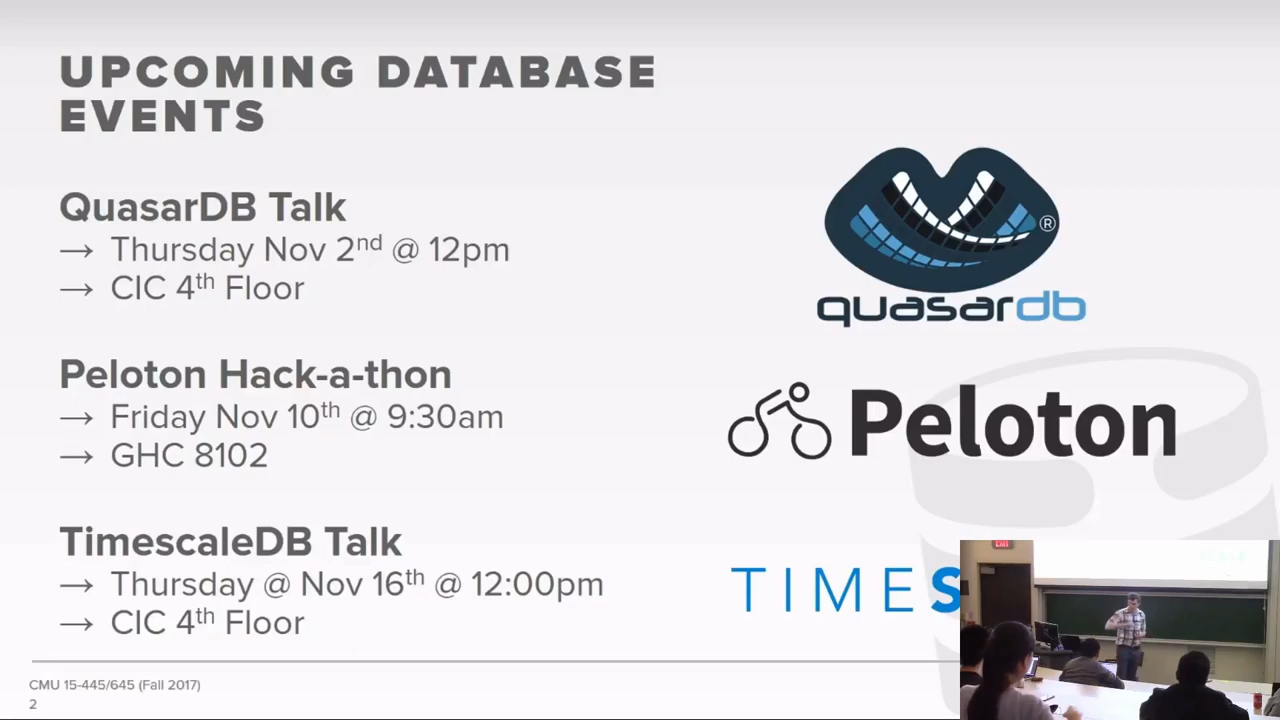 UPCOMING DATABASE
EVENTS
QuasarDB Talk
→ Thursday Nov 2nd @ 12pm
→ CIC 4th Floor
quasardb
®
Peloton Hack-a-thon
→ Friday Nov 10th @ 9:30am
→ GHC 8102
Peloton
TimescaleDB Talk
→ Thursday @ Nov 16th @ 12:00pm
→ CIC 4th Floor
TIMES
CMU 15-445/645 (Fall 2017)
2
EXIT